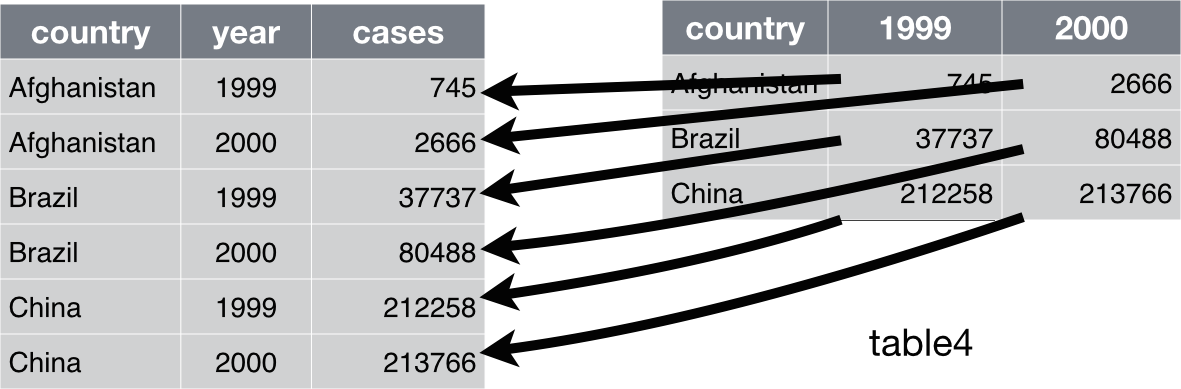 country year cases
Afghanistan 1999 745
Afghanistan 2000 2666
Brazil 1999 37737
Brazil 2000 80488
China 1999 212258
China 2000 213766
country 1999 2000
Afghanistan 745 2666
Brazil 37737 80488
China 212258 213766
table4